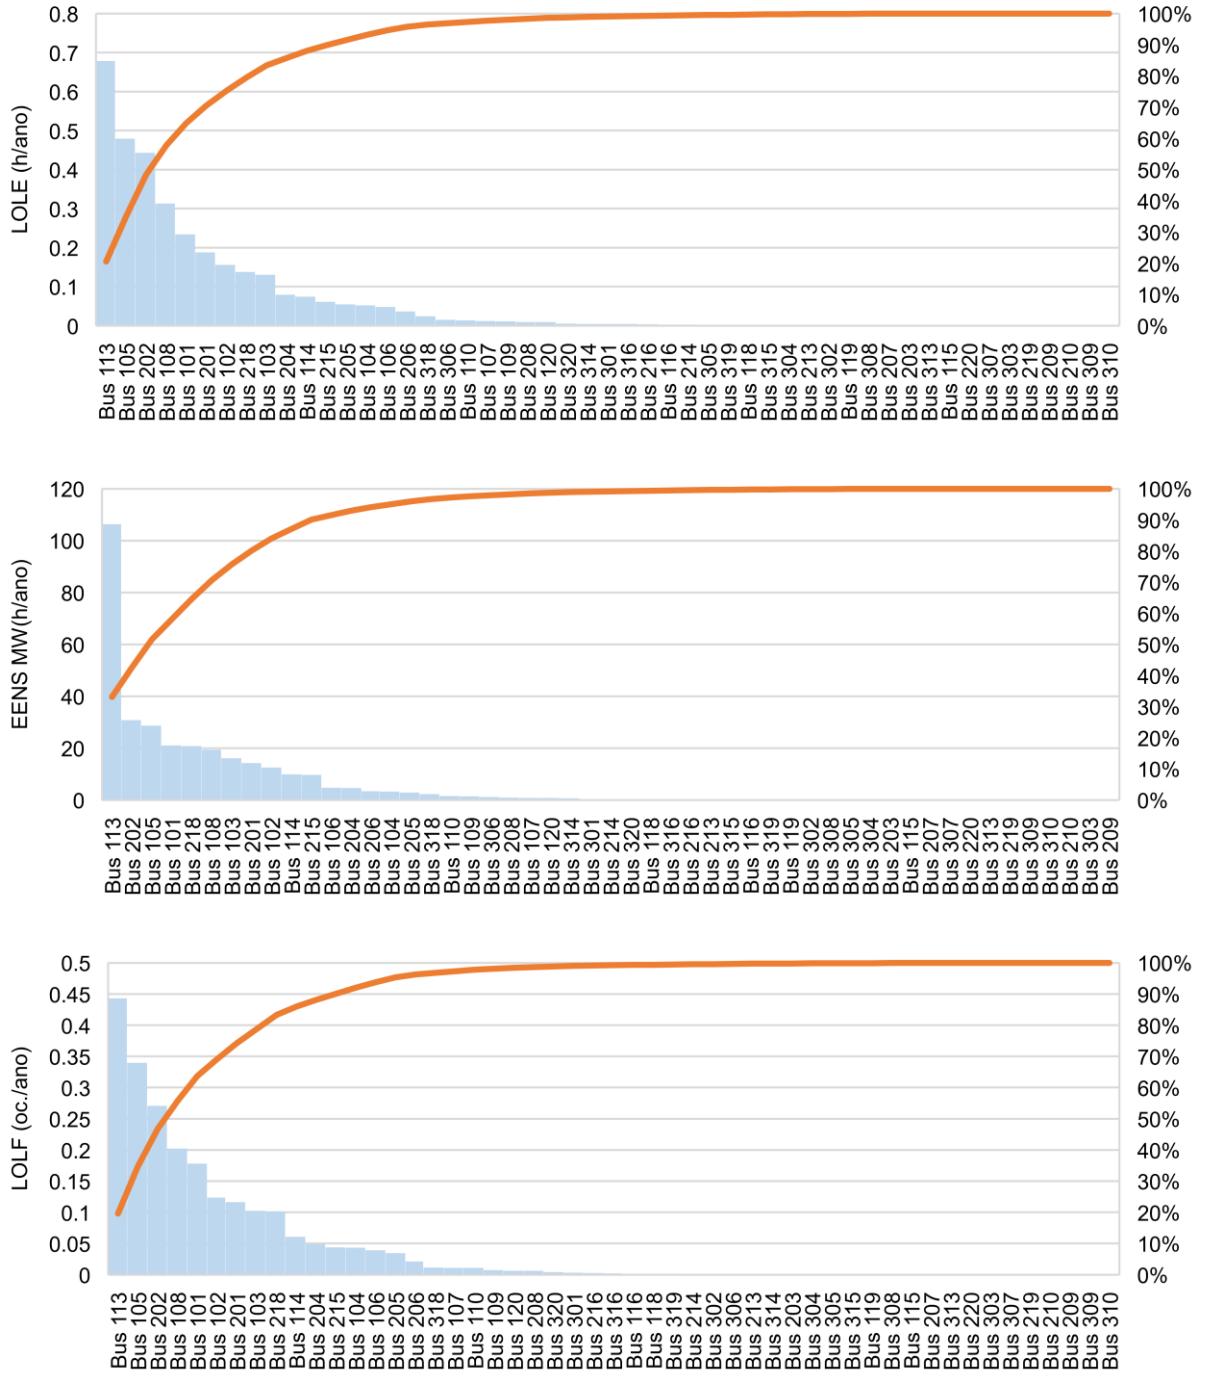 0.8
0.7
0.6
0.5
0.4
0.3
0.2
0.1
0
LOLE (h/ano)
100%
90%
80%
70%
60%
50%
40%
30%
20%
10%
0%
Bus 113
Bus 105
Bus 202
Bus 108
Bus 101
Bus 201
Bus 102
Bus 218
Bus 103
Bus 204
Bus 114
Bus 215
Bus 205
Bus 104
Bus 106
Bus 206
Bus 318
Bus 306
Bus 110
Bus 107
Bus 109
Bus 208
Bus 120
Bus 320
Bus 314
Bus 301
Bus 316
Bus 216
Bus 116
Bus 214
Bus 305
Bus 319
Bus 118
Bus 315
Bus 304
Bus 213
Bus 302
Bus 119
Bus 308
Bus 207
Bus 203
Bus 313
Bus 115
Bus 220
Bus 307
Bus 303
Bus 219
Bus 209
Bus 210
Bus 309
Bus 310
120
100
80
60
40
20
0
EENS MW(h/ano)
100%
90%
80%
70%
60%
50%
40%
30%
20%
10%
0%
Bus 113
Bus 202
Bus 105
Bus 101
Bus 218
Bus 108
Bus 103
Bus 201
Bus 102
Bus 114
Bus 215
Bus 106
Bus 204
Bus 206
Bus 104
Bus 205
Bus 318
Bus 110
Bus 109
Bus 306
Bus 208
Bus 107
Bus 120
Bus 314
Bus 301
Bus 214
Bus 320
Bus 118
Bus 316
Bus 216
Bus 213
Bus 315
Bus 116
Bus 319
Bus 119
Bus 302
Bus 308
Bus 305
Bus 304
Bus 203
Bus 115
Bus 207
Bus 307
Bus 220
Bus 313
Bus 219
Bus 309
Bus 310
Bus 210
Bus 303
Bus 209
0.5
0.45
0.4
0.35
0.3
0.25
0.2
0.15
0.1
0.05
0
LOLF (oc./ano)
100%
90%
80%
70%
60%
50%
40%
30%
20%
10%
0%
Bus 113
Bus 105
Bus 202
Bus 108
Bus 101
Bus 102
Bus 201
Bus 103
Bus 218
Bus 114
Bus 204
Bus 215
Bus 104
Bus 106
Bus 205
Bus 206
Bus 318
Bus 107
Bus 110
Bus 109
Bus 120
Bus 208
Bus 320
Bus 301
Bus 216
Bus 316
Bus 116
Bus 118
Bus 319
Bus 214
Bus 302
Bus 306
Bus 213
Bus 314
Bus 203
Bus 304
Bus 305
Bus 315
Bus 119
Bus 308
Bus 115
Bus 207
Bus 313
Bus 220
Bus 303
Bus 307
Bus 219
Bus 210
Bus 209
Bus 309
Bus 310